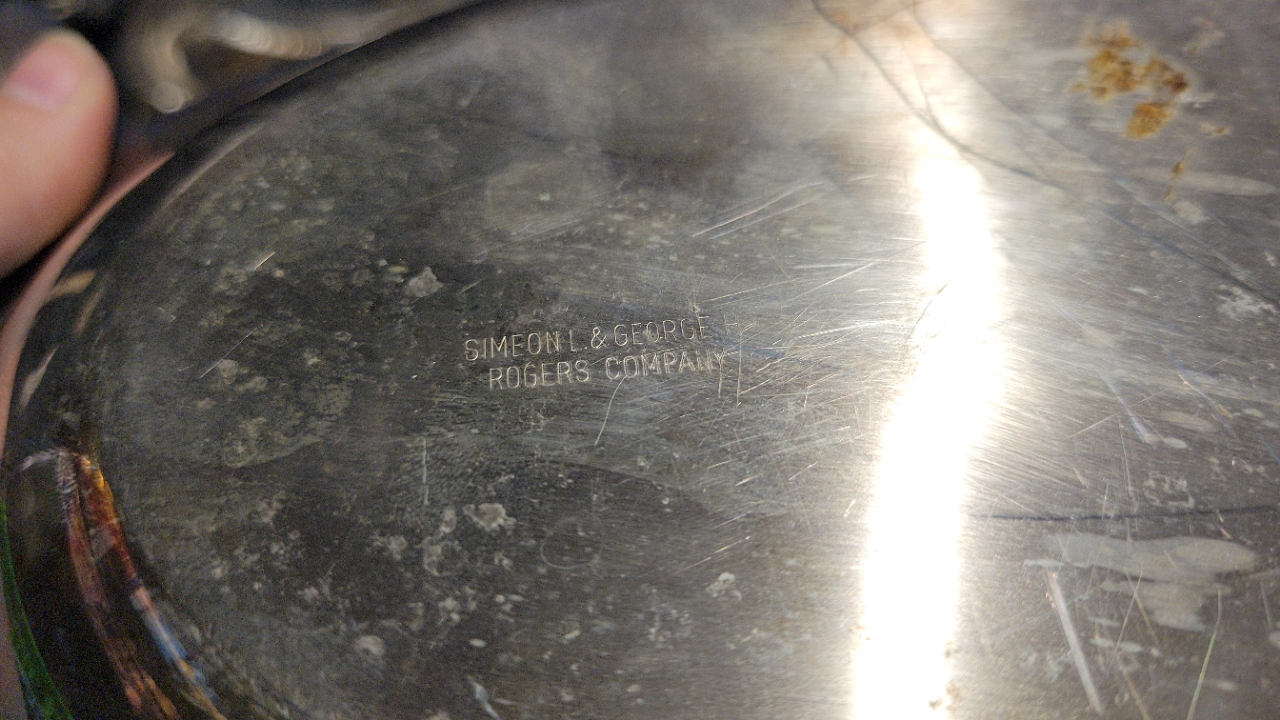 SIMEON L. & GEORGE H.
ROGERS COMPANY